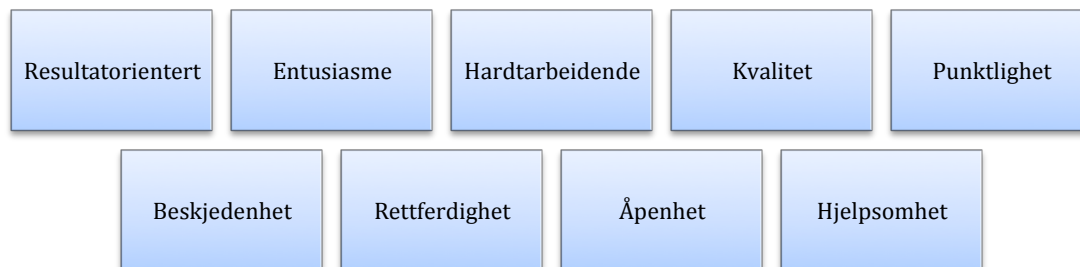 Resultatorientert
Entusiasme
Hardtarbeidende
Kvalitet
Punktlighet
Beskjedenhet
Rettferdighet
Åpenhet
Hjelpsomhet